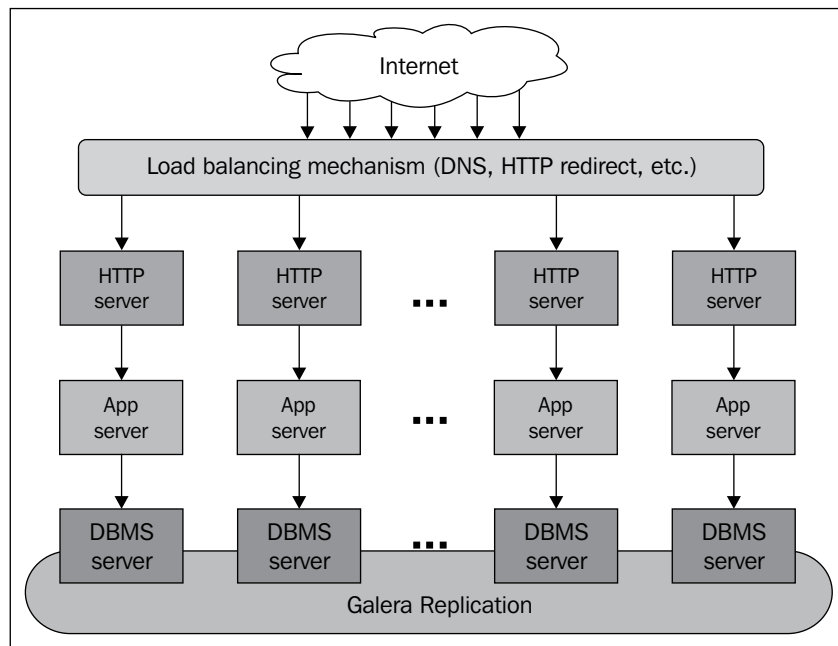 Internet
Load balancing mechanism (DNS, HTTP redirect, etc.)
HTTP
server
HTTP
server
...
HTTP
server
HTTP
server
App
server
App
server
...
App
server
App
server
DBMS
server
DBMS
server
...
DBMS
server
DBMS
server
Galera Replication